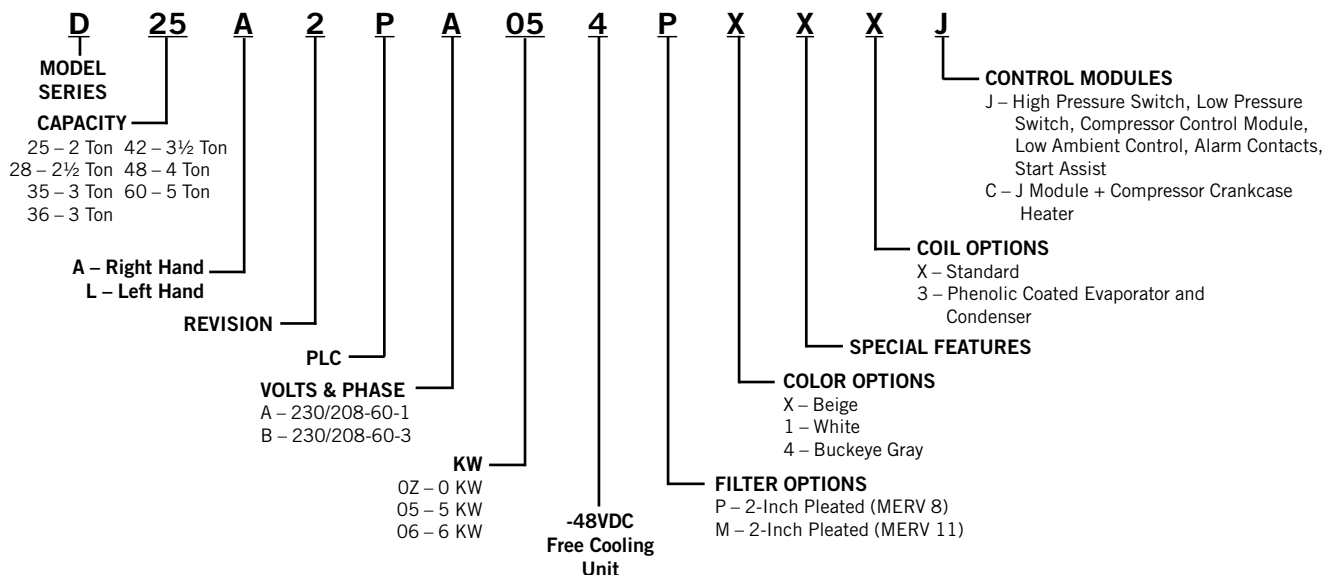 D 25 A 2 P A 05 4 P X X X J
MODEL
SERIES
CAPACITY
25 – 2 Ton 42 – 3½ Ton
28 – 2½ Ton 48 – 4 Ton
35 – 3 Ton 60 – 5 Ton
36 – 3 Ton
A – Right Hand
L – Left Hand
REVISION
PLC
VOLTS & PHASE
A – 230/208-60-1
B – 230/208-60-3
KW
0Z – 0 KW
05 – 5 KW
06 – 6 KW
-48VDC
Free Cooling
Unit
FILTER OPTIONS
P – 2-Inch Pleated (MERV 8)
M – 2-Inch Pleated (MERV 11)
COLOR OPTIONS
X – Beige
1 – White
4 – Buckeye Gray
SPECIAL FEATURES
COIL OPTIONS
X – Standard
3 – Phenolic Coated Evaporator and
Condenser
CONTROL MODULES
J – High Pressure Switch, Low Pressure
Switch, Compressor Control Module,
Low Ambient Control, Alarm Contacts,
Start Assist
C – J Module + Compressor Crankcase
Heater